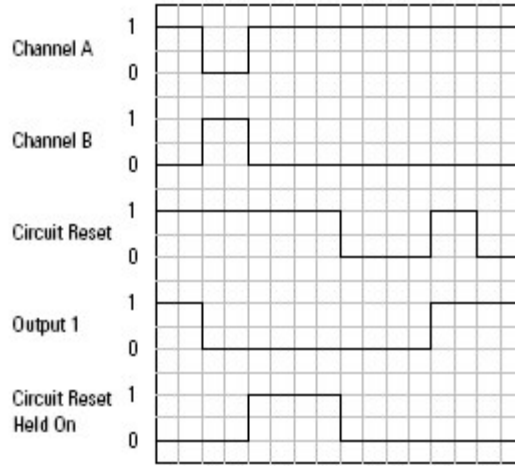 Channel A
1
0
Channel B
1
0
Circuit Reset
1
0
Output 1
1
0
Circuit Reset
Held On
1
0